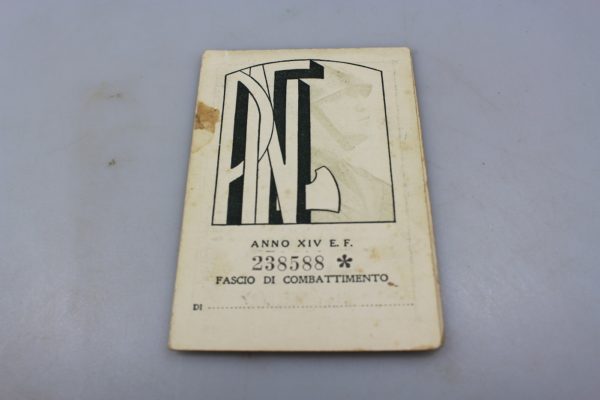 PNF
ANNO XIV E. F.
238588 *
FASCIO DI COMBATTIMENTO
DI